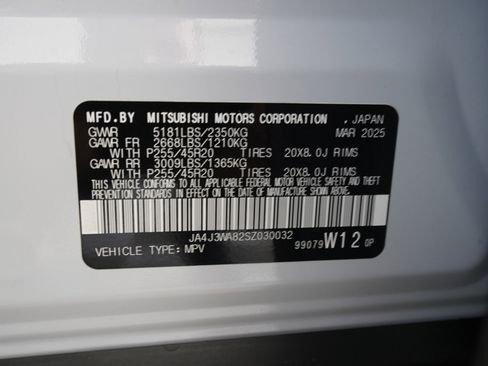 MFD.BY MITSUBISHI MOTORS CORPORATION , JAPAN
GVWR 5181LBS/2350KG MAR 2025
GAWR FR 2668LBS/1210KG
WITH P255/45R20 TIRES 20X8.0J RIMS
GAWR RR 3009LBS/1365KG
WITH P255/45R20 TIRES 20X8.0J RIMS
THIS VEHICLE CONFORMS TO ALL APPLICABLE FEDERAL MOTOR VEHICLE SAFETY AND THEFT
PREVENTION STANDARDS IN EFFECT ON THE DATE OF MANUFACTURE SHOWN ABOVE.
JA4J3WA82SZ030032
VEHICLE TYPE: MPV 99079 W12 0P